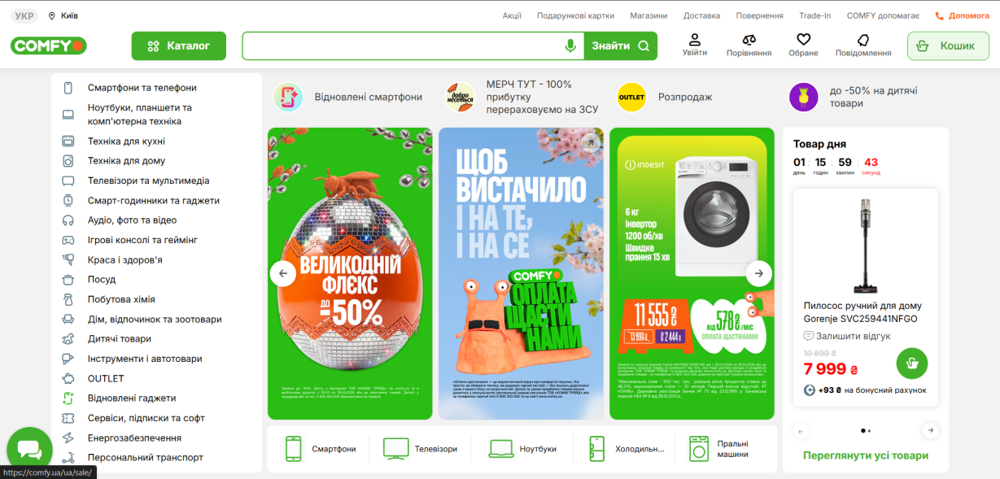 УКР
Київ
Акції
Подарункові картки
Магазини
Доставка
Повернення
Trade-In
COMFY допомагає
Допомога
COMFY
Каталог
Знайти
Увійти
Порівняння
Обране
Повідомлення
Кошик
Смартфони та телефони
Ноутбуки, планшети та
комп'ютерна техніка
Техніка для кухні
Техніка для дому
Телевізори та мультимедіа
Смарт-годинники та гаджети
Аудіо, фото та відео
Ігрові консолі та геймінг
Краса і здоров'я
Посуд
Побутова хімія
Дім, відпочинок та зоотовари
Дитячі товари
Інструменти і автотовари
OUTLET
Відновлені гаджети
Сервіси, підписки та софт
Енергозабезпечення
Персональний транспорт
https://comfy.ua/ua/sale/
Відновлені смартфони
добро
несеться
МЕРЧ ТУТ - 100%
прибутку
перераховуємо на ЗСУ
OUTLET
Розпродаж
до -50% на дитячі
товари
ВЕЛИКОДНІЙ
ФЛЄКС
ДО
-50%
ЩОБ
ВИСТАЧИЛО
І НА ТЕ,
І НА СЕ
COMFY
ОПЛАТА
ЧАСТИ
НАМИ
INDESIT
6 кг
Інвертор
1200 об/хв
Швидке
прання 15 хв
11 555 ₴
13 999 ₴
2 444 ₴
ВІД 578 ₴/МІС
ОПЛАТА ЩАСТИНАМИ
Товар дня
01 : 15 : 59 : 43
день годин хвилин секунд
Пилосос ручний для дому
Gorenje SVC259441NFGO
Залишити відгук
10 699 ₴
7 999 ₴
+93 ₴ на бонусний рахунок
Переглянути усі товари
Смартфони
Телевізори
Ноутбуки
Холодильн...
Пральні
машини